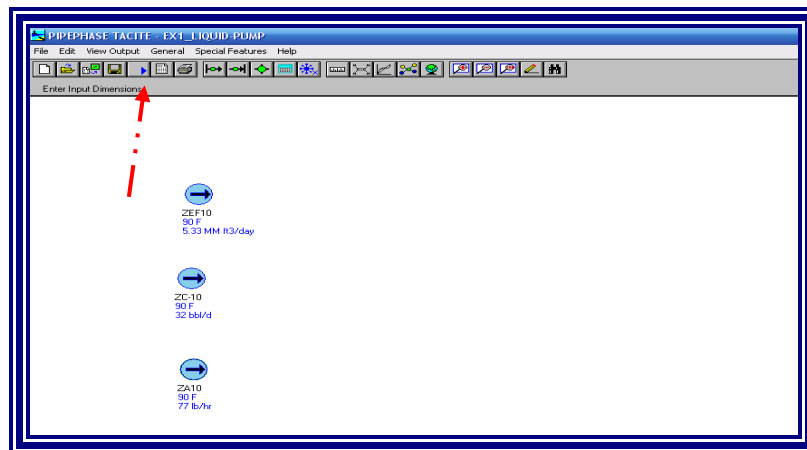 PIPEPHASE TACITE - EX1_LIQUID-PUMP
File Edit View Output General Special Features Help
Enter Input Dimensions
ZEF10
90 F
5.33 MM ft3/day
ZC-10
90 F
32 bbl/d
ZA10
90 F
77 lb/hr